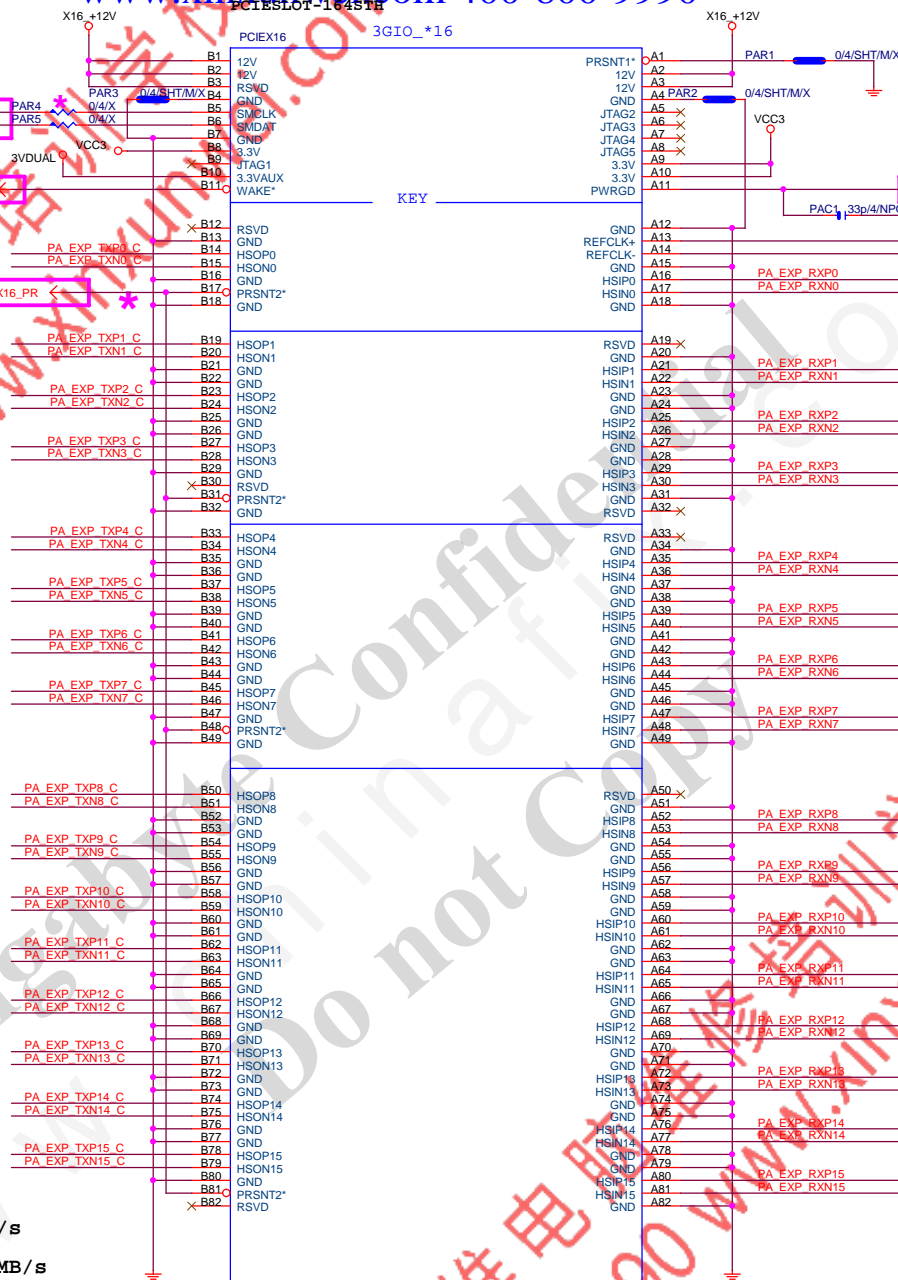 PCIESLOT-164STH
X16_+12V
PCIEX16
3GIO_*16
X16_+12V
B1 12V
B2 12V
B3 RSVD
PAR3 0/4/SHT/M/X B4 GND
PAR4 * 0/4/X B5 SMCLK
PAR5 0/4/X B6 SMDAT
B7 GND
VCC3 B8 3.3V
B9 JTAG1
3VDUAL B10 3.3VAUX
B11 WAKE*
PRSNT1* A1 PAR1 0/4/SHT/M/X
12V A2
12V A3
GND A4 PAR2 0/4/SHT/M/X
JTAG2 A5
JTAG3 A6
JTAG4 A7
JTAG5 A8
VCC3
3.3V A9
3.3V A10
PWRGD A11
PAC1 33p/4/NPO
KEY
B12 RSVD
B13 GND
PA_EXP_TXP0_C B14 HSOP0
PA_EXP_TXN0_C B15 HSON0
B16 GND
X16_PR B17 PRSNT2*
* B18 GND
GND A12
REFCLK+ A13
REFCLK- A14
GND A15
HSIP0 A16 PA_EXP_RXP0
HSIN0 A17 PA_EXP_RXN0
GND A18
PA_EXP_TXP1_C B19 HSOP1
PA_EXP_TXN1_C B20 HSON1
B21 GND
B22 GND
PA_EXP_TXP2_C B23 HSOP2
PA_EXP_TXN2_C B24 HSON2
B25 GND
B26 GND
PA_EXP_TXP3_C B27 HSOP3
PA_EXP_TXN3_C B28 HSON3
B29 GND
B30 RSVD
B31 PRSNT2*
B32 GND
RSVD A19
GND A20
HSIP1 A21 PA_EXP_RXP1
HSIN1 A22 PA_EXP_RXN1
GND A23
GND A24
HSIP2 A25 PA_EXP_RXP2
HSIN2 A26 PA_EXP_RXN2
GND A27
GND A28
HSIP3 A29 PA_EXP_RXP3
HSIN3 A30 PA_EXP_RXN3
GND A31
RSVD A32
PA_EXP_TXP4_C B33 HSOP4
PA_EXP_TXN4_C B34 HSON4
B35 GND
B36 GND
PA_EXP_TXP5_C B37 HSOP5
PA_EXP_TXN5_C B38 HSON5
B39 GND
B40 GND
PA_EXP_TXP6_C B41 HSOP6
PA_EXP_TXN6_C B42 HSON6
B43 GND
B44 GND
PA_EXP_TXP7_C B45 HSOP7
PA_EXP_TXN7_C B46 HSON7
B47 GND
B48 PRSNT2*
B49 GND
RSVD A33
GND A34
HSIP4 A35 PA_EXP_RXP4
HSIN4 A36 PA_EXP_RXN4
GND A37
GND A38
HSIP5 A39 PA_EXP_RXP5
HSIN5 A40 PA_EXP_RXN5
GND A41
GND A42
HSIP6 A43 PA_EXP_RXP6
HSIN6 A44 PA_EXP_RXN6
GND A45
GND A46
HSIP7 A47 PA_EXP_RXP7
HSIN7 A48 PA_EXP_RXN7
GND A49
PA_EXP_TXP8_C B50 HSOP8
PA_EXP_TXN8_C B51 HSON8
B52 GND
B53 GND
PA_EXP_TXP9_C B54 HSOP9
PA_EXP_TXN9_C B55 HSON9
B56 GND
B57 GND
PA_EXP_TXP10_C B58 HSOP10
PA_EXP_TXN10_C B59 HSON10
B60 GND
B61 GND
PA_EXP_TXP11_C B62 HSOP11
PA_EXP_TXN11_C B63 HSON11
B64 GND
B65 GND
PA_EXP_TXP12_C B66 HSOP12
PA_EXP_TXN12_C B67 HSON12
B68 GND
B69 GND
PA_EXP_TXP13_C B70 HSOP13
PA_EXP_TXN13_C B71 HSON13
B72 GND
B73 GND
PA_EXP_TXP14_C B74 HSOP14
PA_EXP_TXN14_C B75 HSON14
B76 GND
B77 GND
PA_EXP_TXP15_C B78 HSOP15
PA_EXP_TXN15_C B79 HSON15
B80 GND
B81 PRSNT2*
B82 RSVD
RSVD A50
GND A51
HSIP8 A52 PA_EXP_RXP8
HSIN8 A53 PA_EXP_RXN8
GND A54
GND A55
HSIP9 A56 PA_EXP_RXP9
HSIN9 A57 PA_EXP_RXN9
GND A58
GND A59
HSIP10 A60 PA_EXP_RXP10
HSIN10 A61 PA_EXP_RXN10
GND A62
GND A63
HSIP11 A64 PA_EXP_RXP11
HSIN11 A65 PA_EXP_RXN11
GND A66
GND A67
HSIP12 A68 PA_EXP_RXP12
HSIN12 A69 PA_EXP_RXN12
GND A70
GND A71
HSIP13 A72 PA_EXP_RXP13
HSIN13 A73 PA_EXP_RXN13
GND A74
GND A75
HSIP14 A76 PA_EXP_RXP14
HSIN14 A77 PA_EXP_RXN14
GND A78
GND A79
HSIP15 A80 PA_EXP_RXP15
HSIN15 A81 PA_EXP_RXN15
GND A82
/s
MB/s
Gigabyte Confidential
Do not Copy